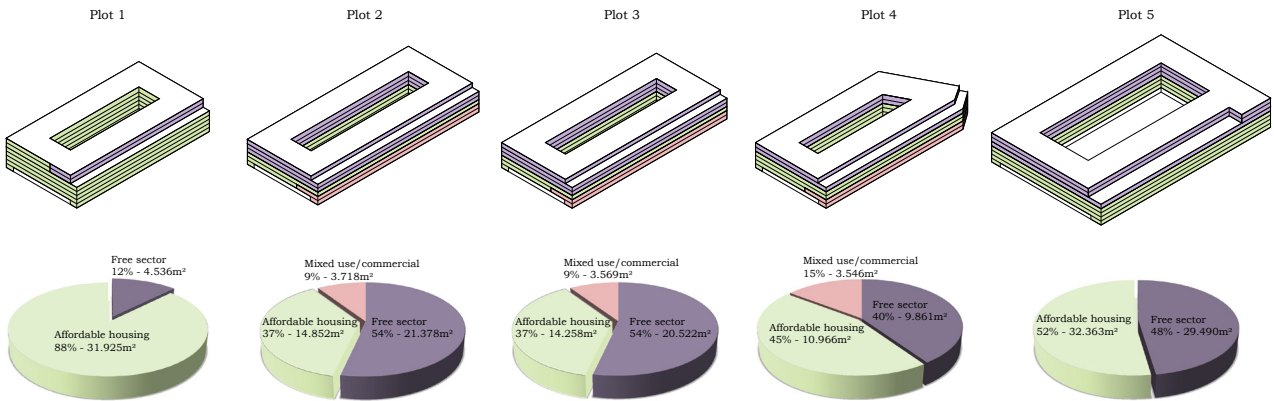 Plot 1
Plot 2
Plot 3
Plot 4
Plot 5
Free sector
12% - 4.536m²
Affordable housing
88% - 31.925m²
Mixed use/commercial
9% - 3.718m²
Affordable housing
37% - 14.852m²
Free sector
54% - 21.378m²
Mixed use/commercial
9% - 3.569m²
Affordable housing
37% - 14.258m²
Free sector
54% - 20.522m²
Mixed use/commercial
15% - 3.546m²
Free sector
40% - 9.861m²
Affordable housing
45% - 10.966m²
Affordable housing
52% - 32.363m²
Free sector
48% - 29.490m²